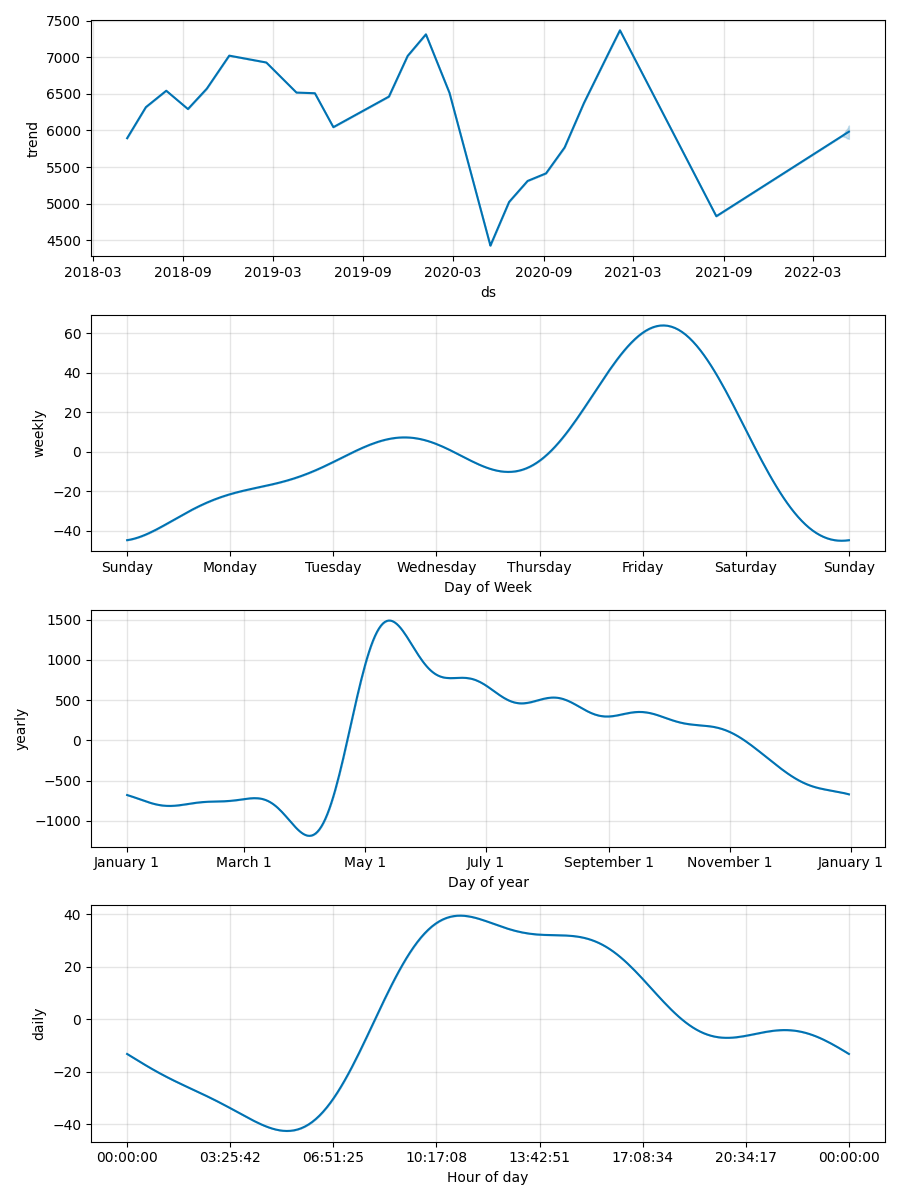 7500
7000
6500
6000
5500
5000
4500
trend
2018-03 2018-09 2019-03 2019-09 2020-03 2020-09 2021-03 2021-09 2022-03
ds
60
40
20
0
−20
−40
weekly
Sunday Monday Tuesday Wednesday Thursday Friday Saturday Sunday
Day of Week
1500
1000
500
0
−500
−1000
yearly
January 1 March 1 May 1 July 1 September 1 November 1 January 1
Day of year
40
20
0
−20
−40
daily
00:00:00 03:25:42 06:51:25 10:17:08 13:42:51 17:08:34 20:34:17 00:00:00
Hour of day